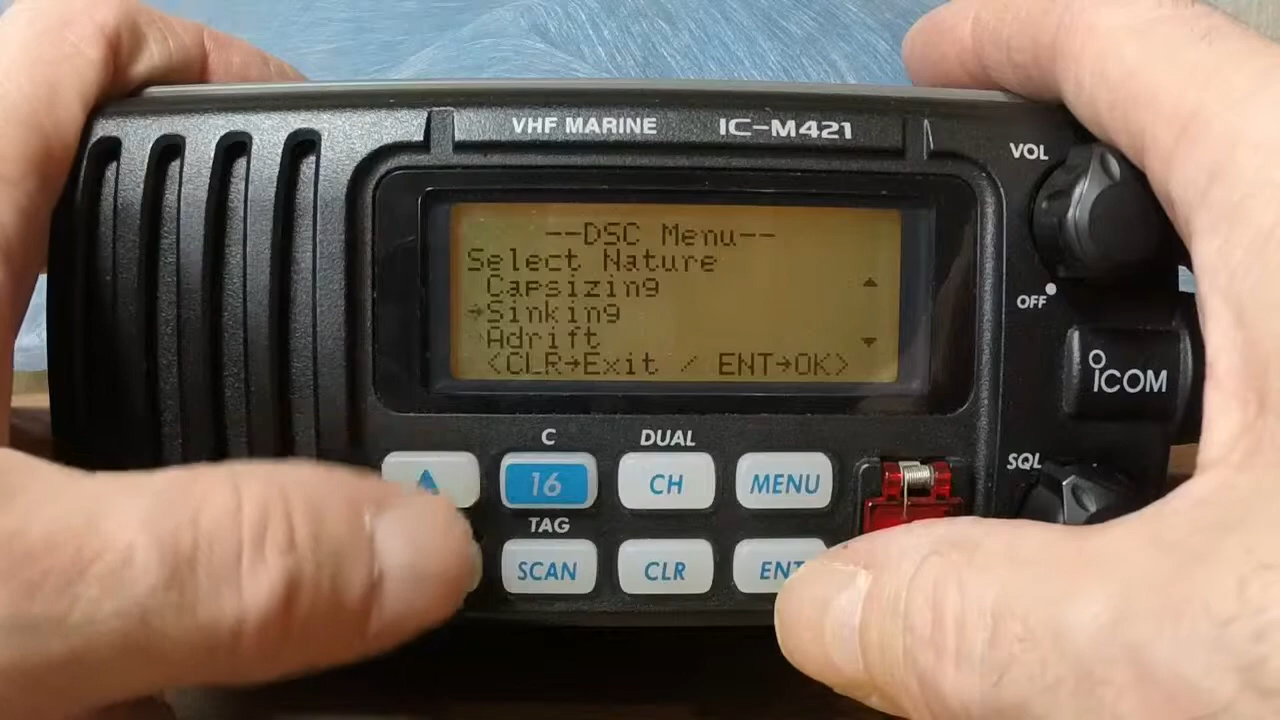 VHF MARINE IC-M421
VOL
--DSC Menu--
Select Nature
Capsizing
→Sinking
Adrift
<CLR→Exit / ENT→OK>
OFF
ICOM
C DUAL
SQL
16 CH MENU
TAG
SCAN CLR ENT